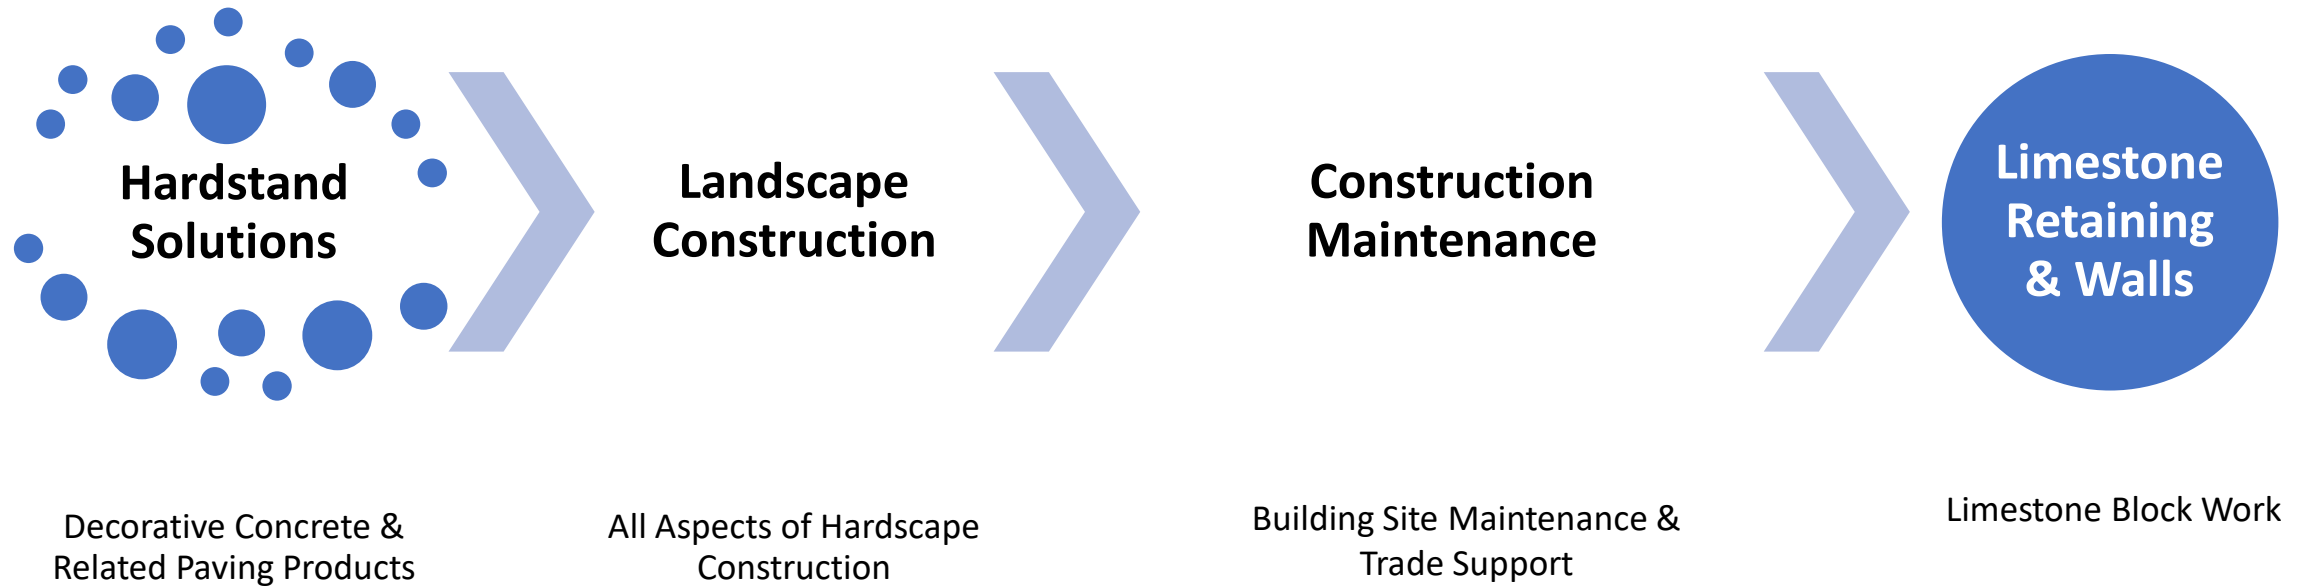 Hardstand
Solutions
Landscape
Construction
Construction
Maintenance
Limestone
Retaining
& Walls
Decorative Concrete &
Related Paving Products
All Aspects of Hardscape
Construction
Building Site Maintenance &
Trade Support
Limestone Block Work